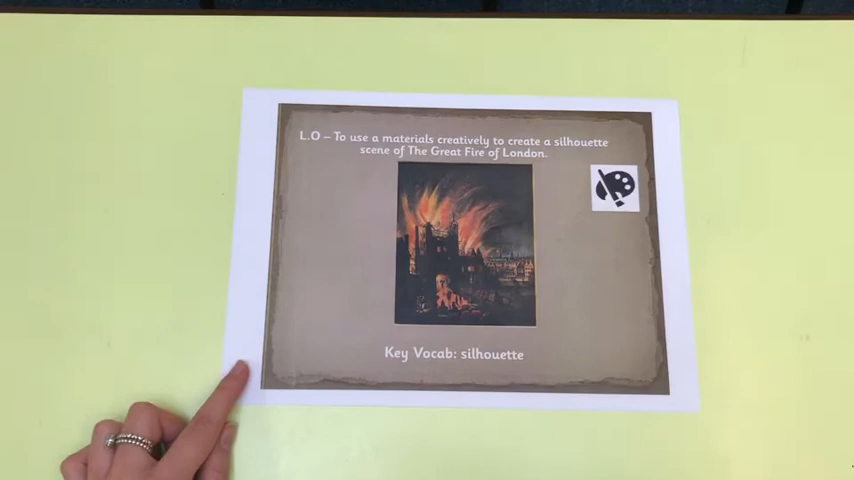 L.O – To use a materials creatively to create a silhouette
scene of The Great Fire of London.
Key Vocab: silhouette